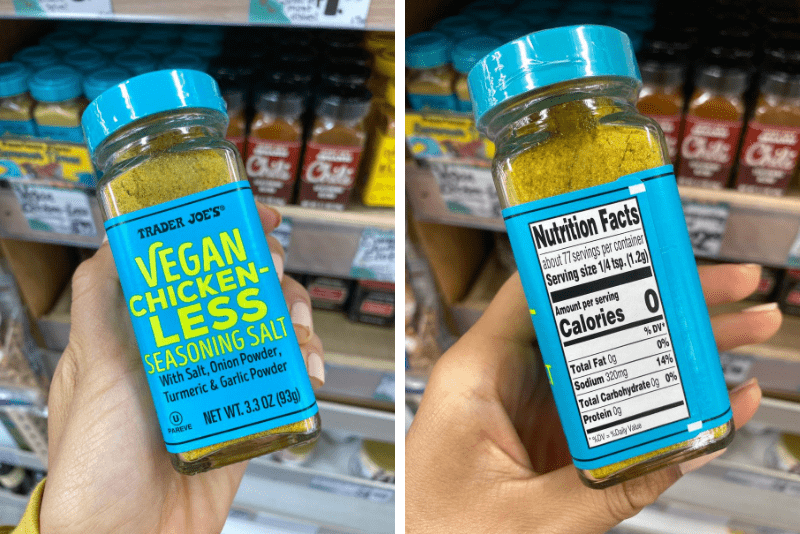 TRADER JOE'S®
VEGAN
CHICKEN-
LESS
SEASONING SALT
With Salt, Onion Powder,
Turmeric & Garlic Powder
U
PAREVE
NET WT. 3.3 OZ (93g)
Nutrition Facts
about 77 servings per container
Serving size 1/4 tsp. (1.2g)
Amount per serving
Calories 0
% DV*
Total Fat 0g 0%
Sodium 320mg 14%
Total Carbohydrate 0g 0%
Protein 0g
*%DV = %Daily Value